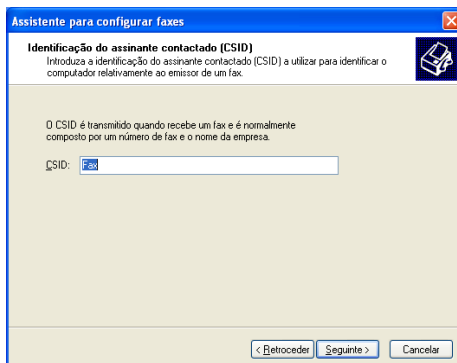 Assistente para configurar faxes
Identificação do assinante contactado (CSID)
Introduza a identificação do assinante contactado (CSID) a utilizar para identificar o
computador relativamente ao emissor de um fax.
O CSID é transmitido quando recebe um fax e é normalmente
composto por um número de fax e o nome da empresa.
CSID: Fax
< Retroceder Seguinte > Cancelar